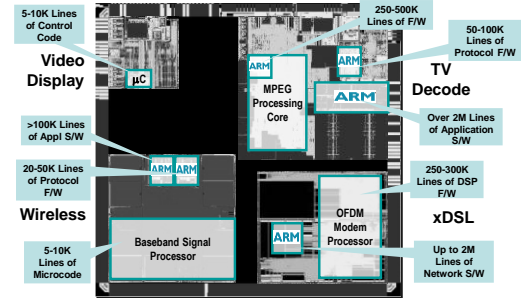 5-10K Lines
of Control
Code
Video
Display
µC
250-500K
Lines of F/W
50-100K
Lines of
Protocol F/W
TV
Decode
ARM
ARM
MPEG
Processing
Core
ARM
Over 2M Lines
of Application
S/W
>100K Lines
of Appl S/W
20-50K Lines
of Protocol
F/W
Wireless
ARM ARM
5-10K
Lines of
Microcode
Baseband Signal
Processor
250-300K
Lines of DSP
F/W
xDSL
OFDM
Modem
Processor
ARM
Up to 2M
Lines of
Network S/W